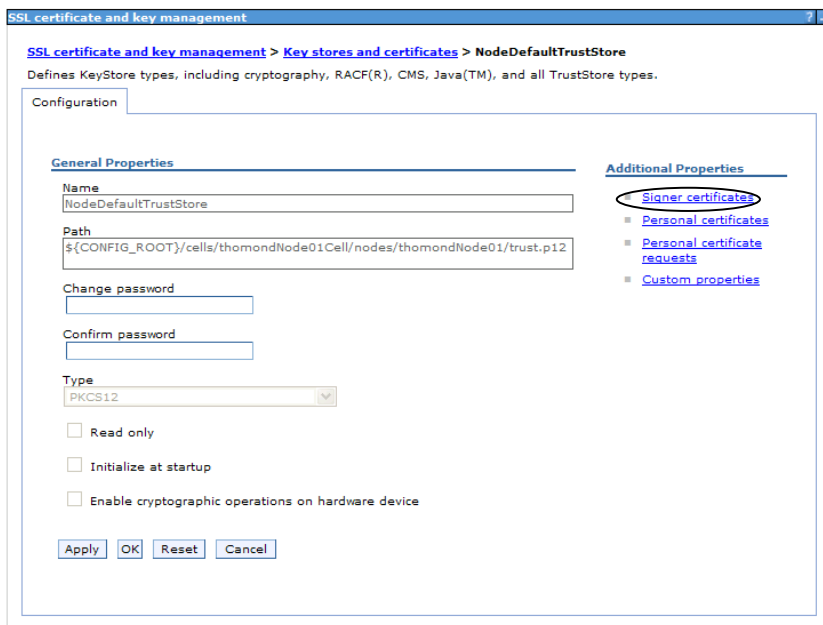 SSL certificate and key management ?
SSL certificate and key management > Key stores and certificates > NodeDefaultTrustStore
Defines KeyStore types, including cryptography, RACF(R), CMS, Java(TM), and all TrustStore types.
Configuration
General Properties
Name
NodeDefaultTrustStore
Path
${CONFIG_ROOT}/cells/thomondNode01Cell/nodes/thomondNode01/trust.p12
Change password
Confirm password
Type
PKCS12
Read only
Initialize at startup
Enable cryptographic operations on hardware device
Apply OK Reset Cancel
Additional Properties
Signer certificates
Personal certificates
Personal certificate
requests
Custom properties